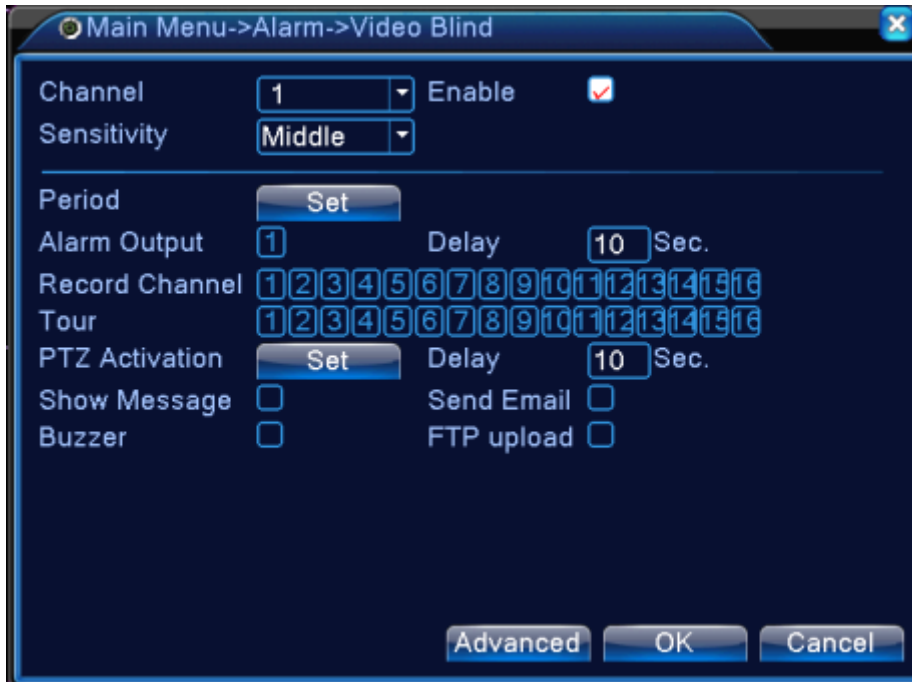 Main Menu->Alarm->Video Blind
Channel 1 Enable
Sensitivity Middle
Period Set
Alarm Output 1 Delay 10 Sec.
Record Channel 1 2 3 4 5 6 7 8 9 10 11 12 13 14 15 16
Tour 1 2 3 4 5 6 7 8 9 10 11 12 13 14 15 16
PTZ Activation Set Delay 10 Sec.
Show Message Send Email
Buzzer FTP upload
Advanced OK Cancel